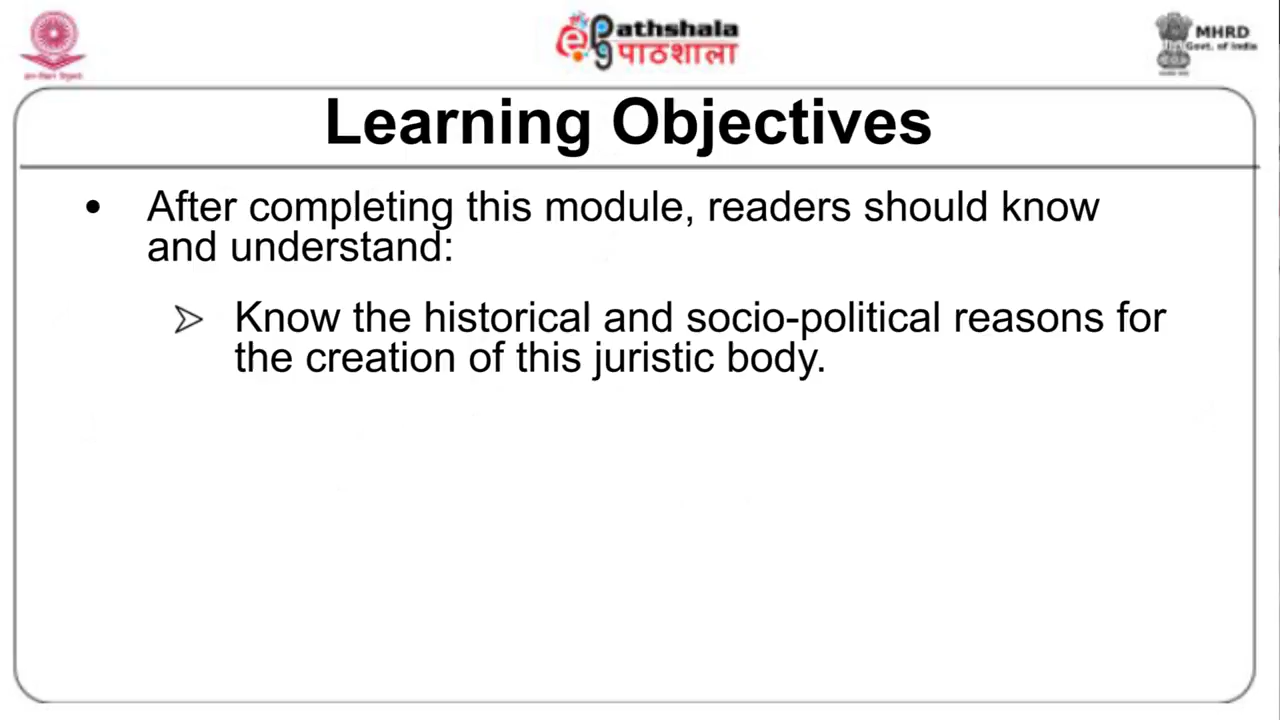 ePathshala
पाठशाला
MHRD
Govt. of India
Learning Objectives
• After completing this module, readers should know
and understand:
➢ Know the historical and socio-political reasons for
the creation of this juristic body.